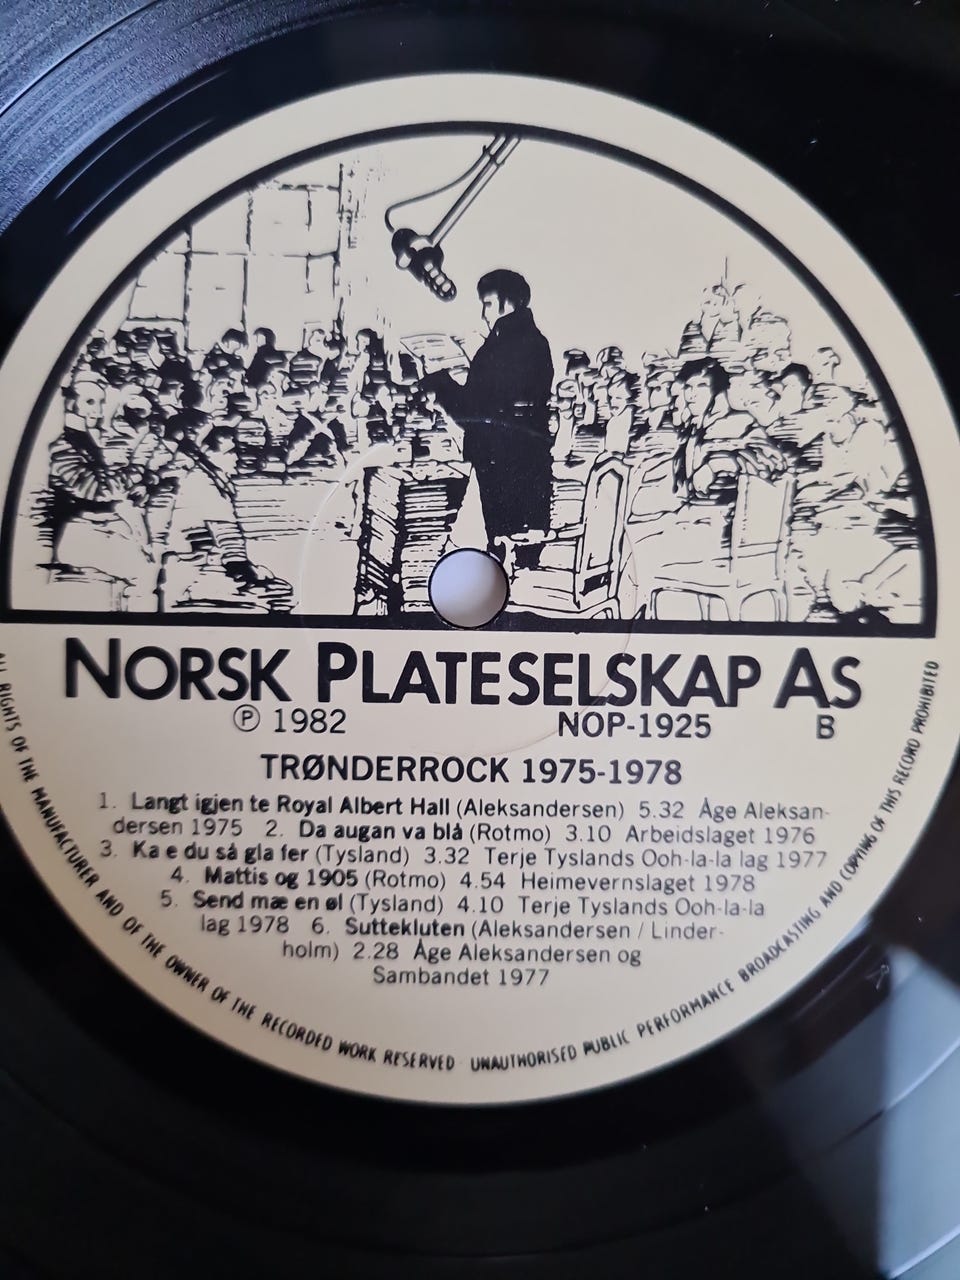 NORSK PLATESELSKAP AS
℗ 1982 NOP-1925 B
TRØNDERROCK 1975-1978
1. Langt igjen te Royal Albert Hall (Aleksandersen) 5.32 Åge Aleksan-
dersen 1975 2. Da augan va blå (Rotmo) 3.10 Arbeidslaget 1976
3. Ka e du så gla fer (Tysland) 3.32 Terje Tyslands Ooh-la-la lag 1977
4. Mattis og 1905 (Rotmo) 4.54 Heimevernslaget 1978
5. Send mæ en øl (Tysland) 4.10 Terje Tyslands Ooh-la-la
lag 1978 6. Suttekluten (Aleksandersen / Linder-
holm) 2.28 Åge Aleksandersen og
Sambandet 1977
ALL RIGHTS OF THE MANUFACTURER AND OF THE OWNER OF THE RECORDED WORK RESERVED UNAUTHORISED PUBLIC PERFORMANCE BROADCASTING AND COPYING OF THIS RECORD PROHIBITED